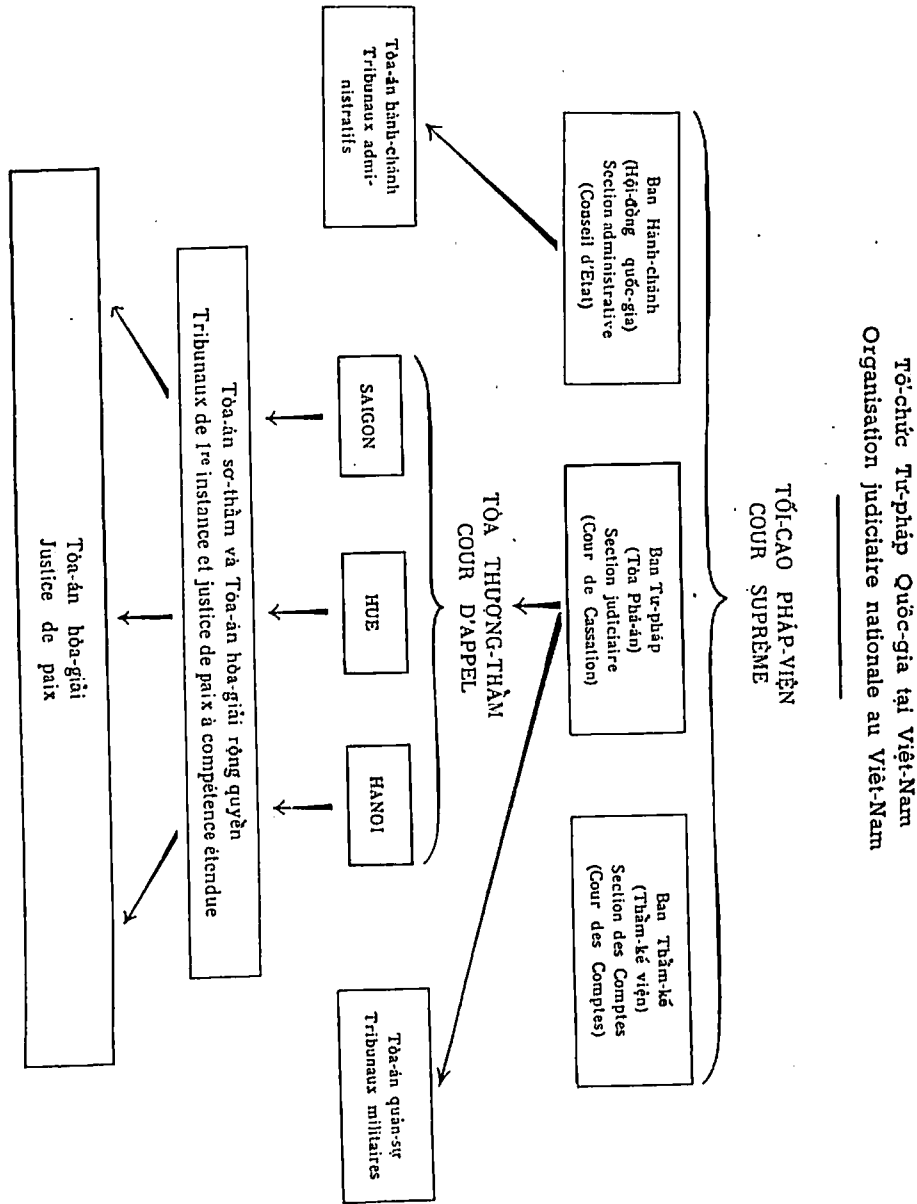 Tổ-chức Tư-pháp Quốc-gia tại Việt-Nam
Organisation judiciaire nationale au Viêt-Nam
TỐI-CAO PHÁP-VIỆN
COUR SUPRÊME
Ban Hành-chánh
(Hội-đồng quốc-gia)
Section administrative
(Conseil d'Etat)
Ban Tư-pháp
(Tòa Phá-án)
Section judiciaire
(Cour de Cassation)
Ban Thẩm-kế
(Thẩm-kế viện)
Section des Comptes
(Cour des Comptes)
Tòa-án hành-chánh
Tribunaux admi-
nistratifs
TÒA THƯỢNG-THẨM
COUR D'APPEL
SAIGON
HUE
HANOI
Tòa-án quân-sự
Tribunaux militaires
Tòa-án sơ-thẩm và Tòa-án hòa-giải rộng quyền
Tribunaux de 1re instance et justice de paix à compétence étendue
Tòa-án hòa-giải
Justice de paix